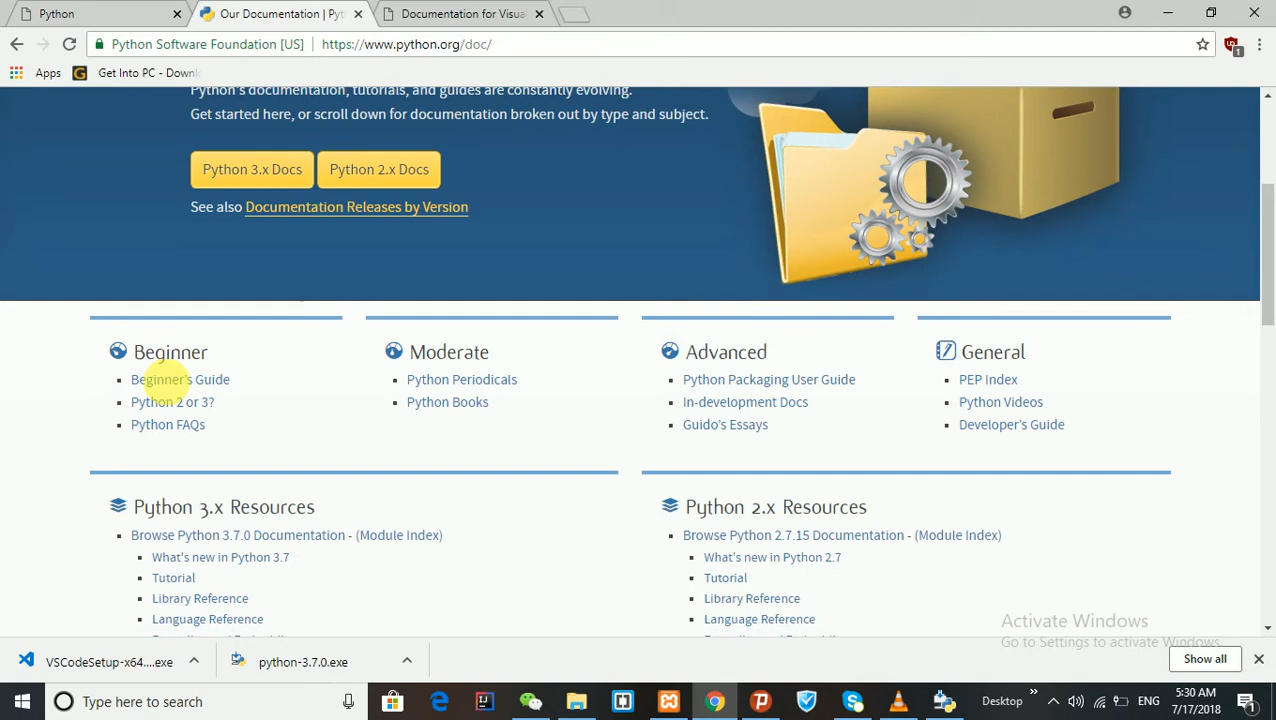 Python
Our Documentation | Pyt
Documentation for Visua
Python Software Foundation [US]
https://www.python.org/doc/
1
Apps
Get Into PC - Downl
Python's documentation, tutorials, and guides are constantly evolving.
Get started here, or scroll down for documentation broken out by type and subject.
Python 3.x Docs
Python 2.x Docs
See also Documentation Releases by Version
Beginner
Beginner's Guide
Python 2 or 3?
Python FAQs
Moderate
Python Periodicals
Python Books
Advanced
Python Packaging User Guide
In-development Docs
Guido's Essays
General
PEP Index
Python Videos
Developer's Guide
Python 3.x Resources
Browse Python 3.7.0 Documentation - (Module Index)
What's new in Python 3.7
Tutorial
Library Reference
Language Reference
Python 2.x Resources
Browse Python 2.7.15 Documentation - (Module Index)
What's new in Python 2.7
Tutorial
Library Reference
Language Reference
Activate Windows
Go to Settings to activate Windows.
VSCodeSetup-x64....exe
python-3.7.0.exe
Show all
Type here to search
Desktop
ENG
5:30 AM
7/17/2018
1